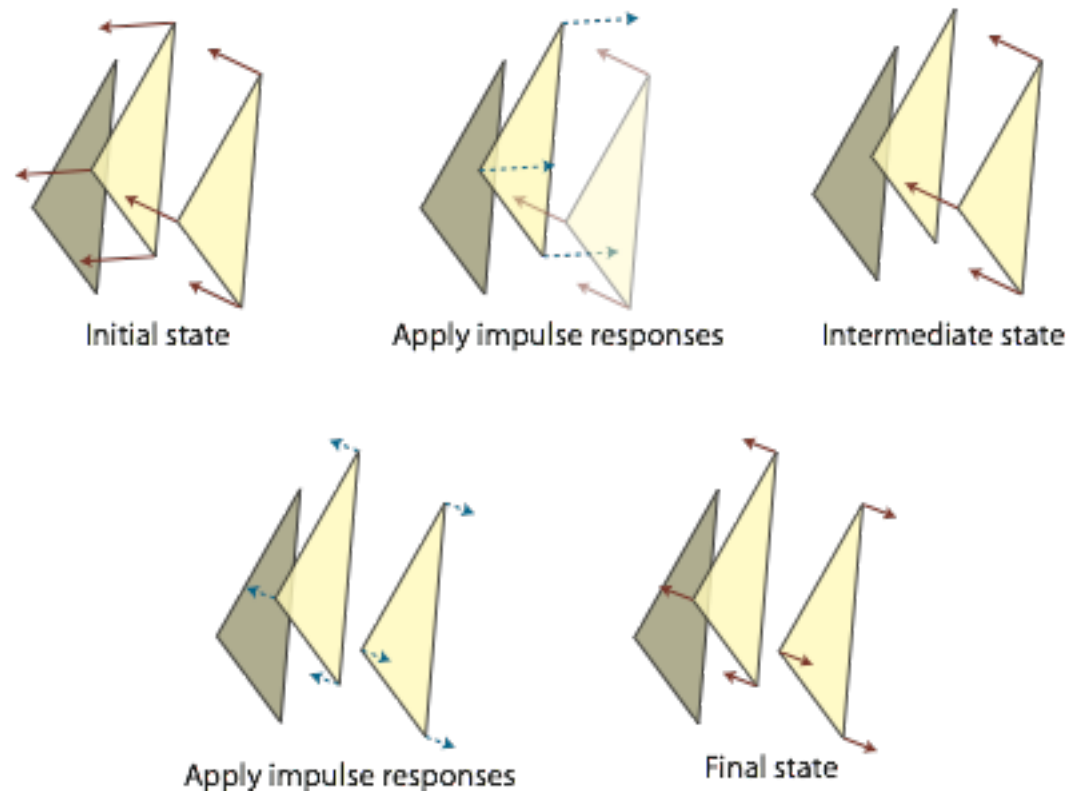 Initial state
Apply impulse responses
Intermediate state
Apply impulse responses
Final state